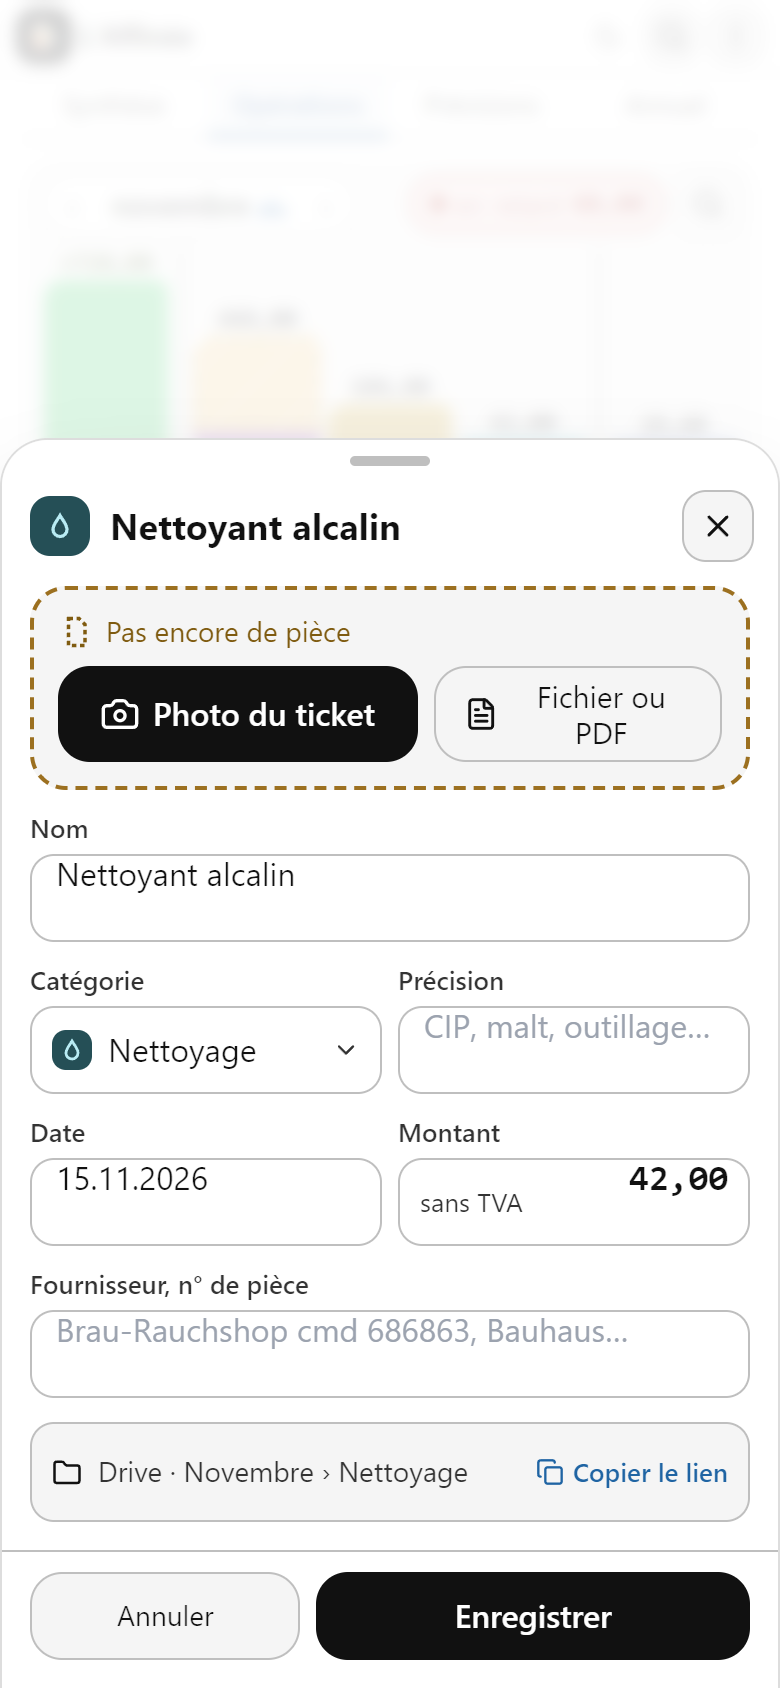 Nettoyant alcalin
Pas encore de pièce
Photo du ticket
Fichier ou
PDF
Nom
Nettoyant alcalin
Catégorie
Précision
Nettoyage
CIP, malt, outillage...
Date
Montant
15.11.2026
sans TVA
42,00
Fournisseur, n° de pièce
Brau-Rauchshop cmd 686863, Bauhaus...
Drive · Novembre › Nettoyage
Copier le lien
Annuler
Enregistrer